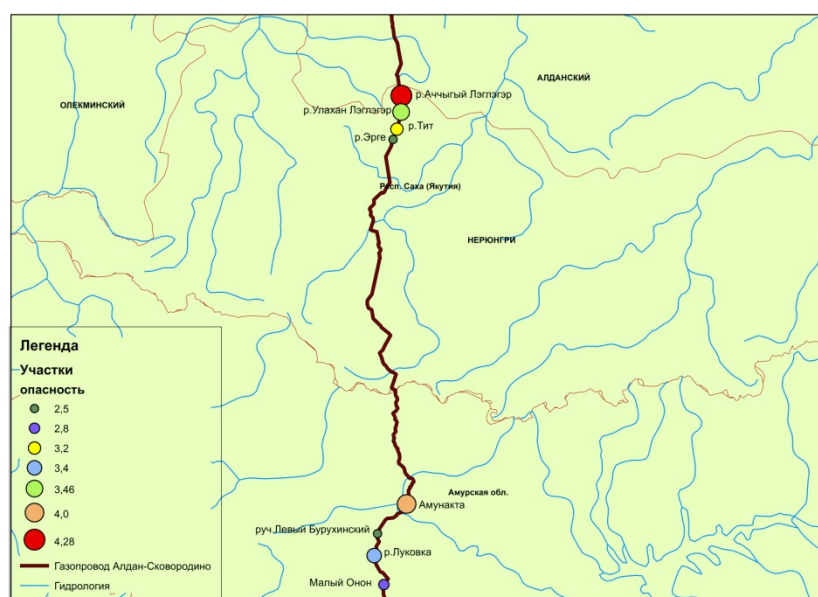 р.Аччыгый Лэглэгэр
АЛДАНСКИЙ
ОЛЕКМИНСКИЙ
р.Улахан Лэглэгэр
р.Тит
р.Эрге
Респ. Саха (Якутия)
НЕРЮНГРИ
Легенда
Участки
опасность
2,5
2,8
3,2
3,4
3,46
4,0
4,28
Газопровод Алдан-Сковородино
Гидрология
Амурская обл.
Амунакта
руч.Левый Бурухинский
р.Луковка
Малый Онон